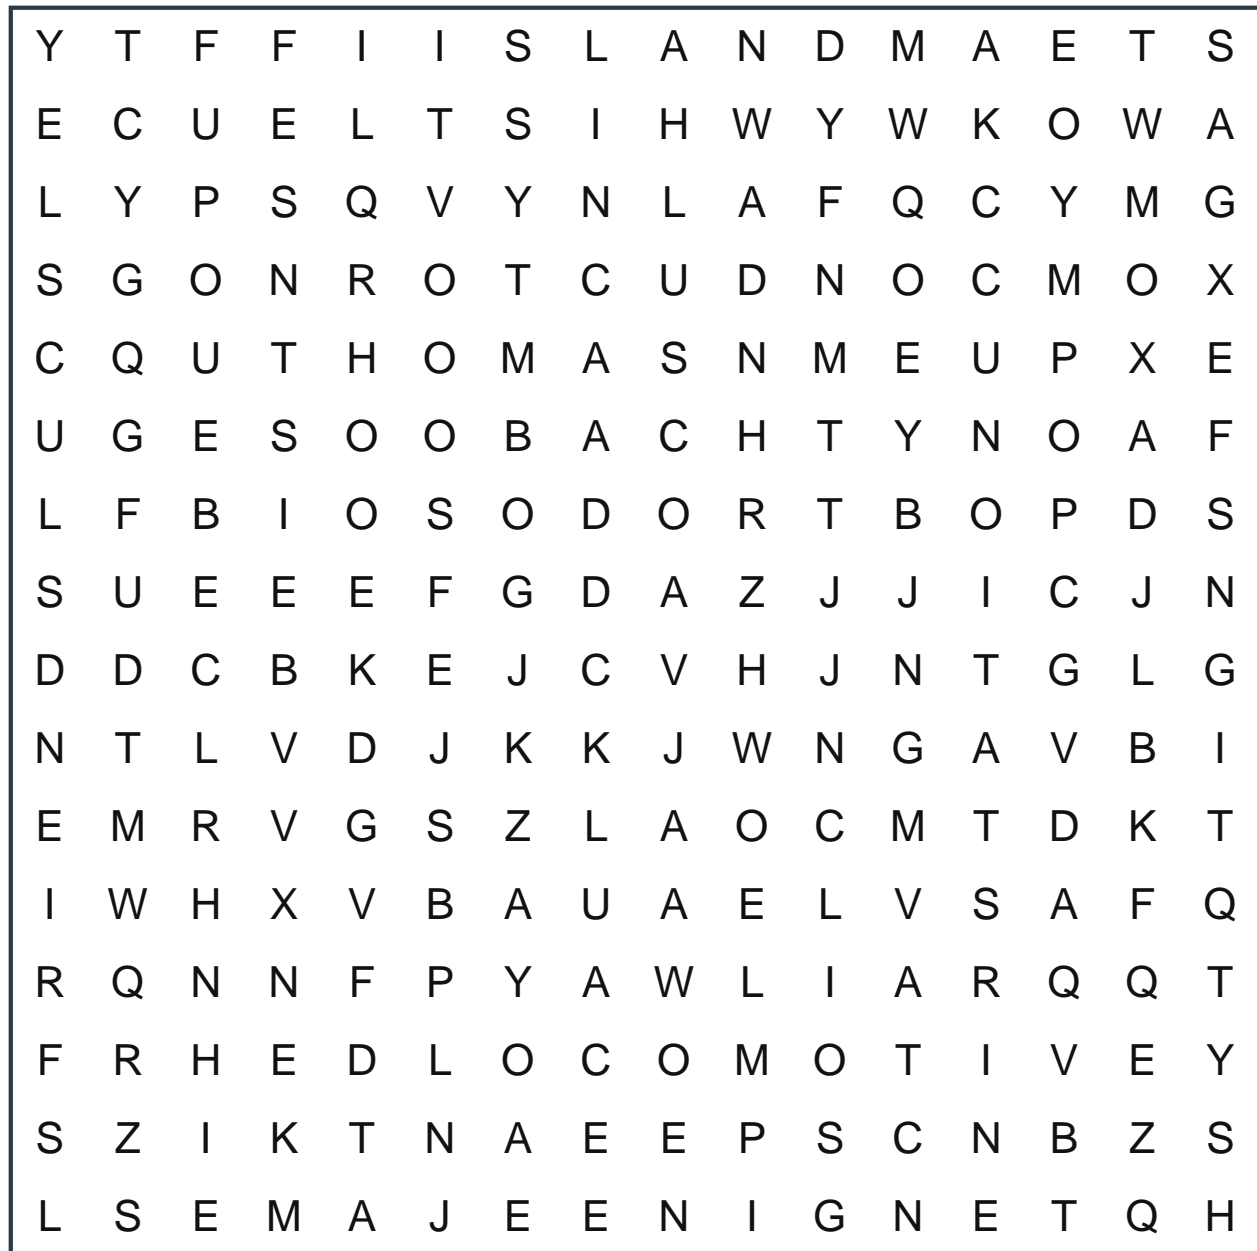 Y T F F I I S L A N D M A E T S
E C U E L T S I H W Y W K O W A
L Y P S Q V Y N L A F Q C Y M G
S G O N R O T C U D N O C M O X
C Q U T H O M A S N M E U P X E
U G E S O O B A C H T Y N O A F
L F B I O S O D O R T B O P D S
S U E E E F G D A Z J J I C J N
D D C B K E J C V H J N T G L G
N T L V D J K K J W N G A V B I
E M R V G S Z L A O C M T D K T
I W H X V B A U A E L V S A F Q
R Q N N F P Y A W L I A R Q Q T
F R H E D L O C O M O T I V E Y
S Z I K T N A E E P S C N B Z S
L S E M A J E E N I G N E T Q H